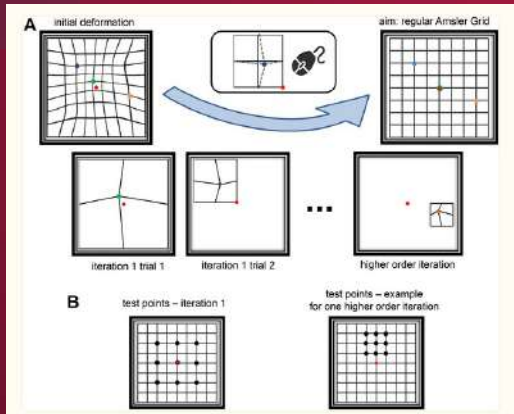 A
initial deformation
aim: regular Amsler Grid
iteration 1 trial 1
iteration 1 trial 2
...
higher order iteration
B
test points – iteration 1
test points – example
for one higher order iteration